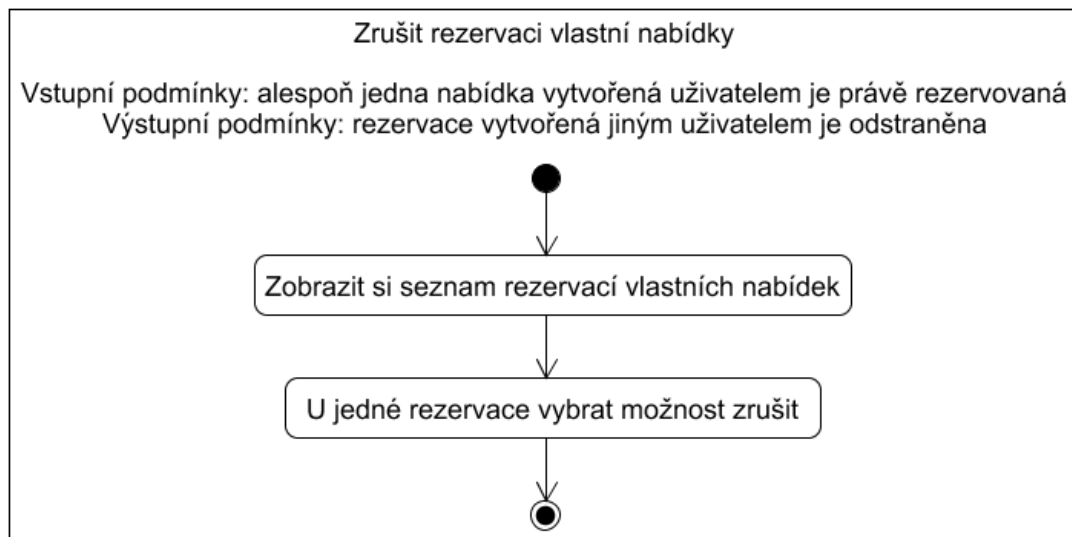 Zrušit rezervaci vlastní nabídky
Vstupní podmínky: alespoň jedna nabídka vytvořená uživatelem je právě rezervovaná
Výstupní podmínky: rezervace vytvořená jiným uživatelem je odstraněna
Zobrazit si seznam rezervací vlastních nabídek
U jedné rezervace vybrat možnost zrušit